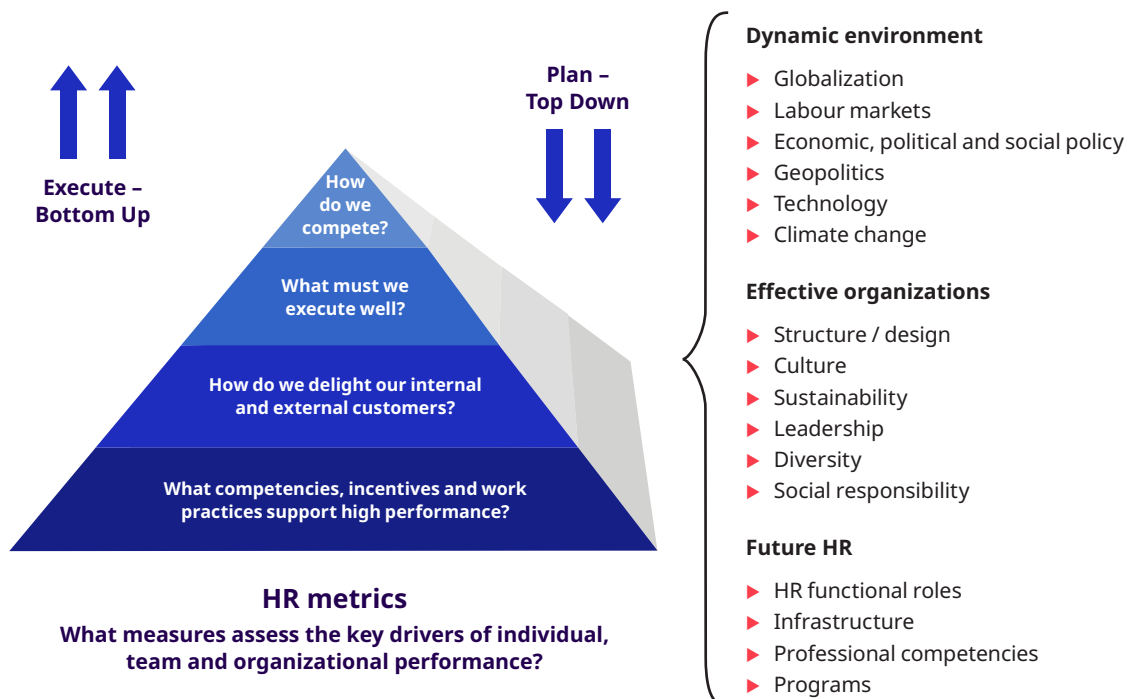 Execute –
Bottom Up
Plan –
Top Down
How
do we
compete?
What must we
execute well?
How do we delight our internal
and external customers?
What competencies, incentives and work
practices support high performance?
HR metrics
What measures assess the key drivers of individual,
team and organizational performance?
Dynamic environment
Globalization
Labour markets
Economic, political and social policy
Geopolitics
Technology
Climate change
Effective organizations
Structure / design
Culture
Sustainability
Leadership
Diversity
Social responsibility
Future HR
HR functional roles
Infrastructure
Professional competencies
Programs